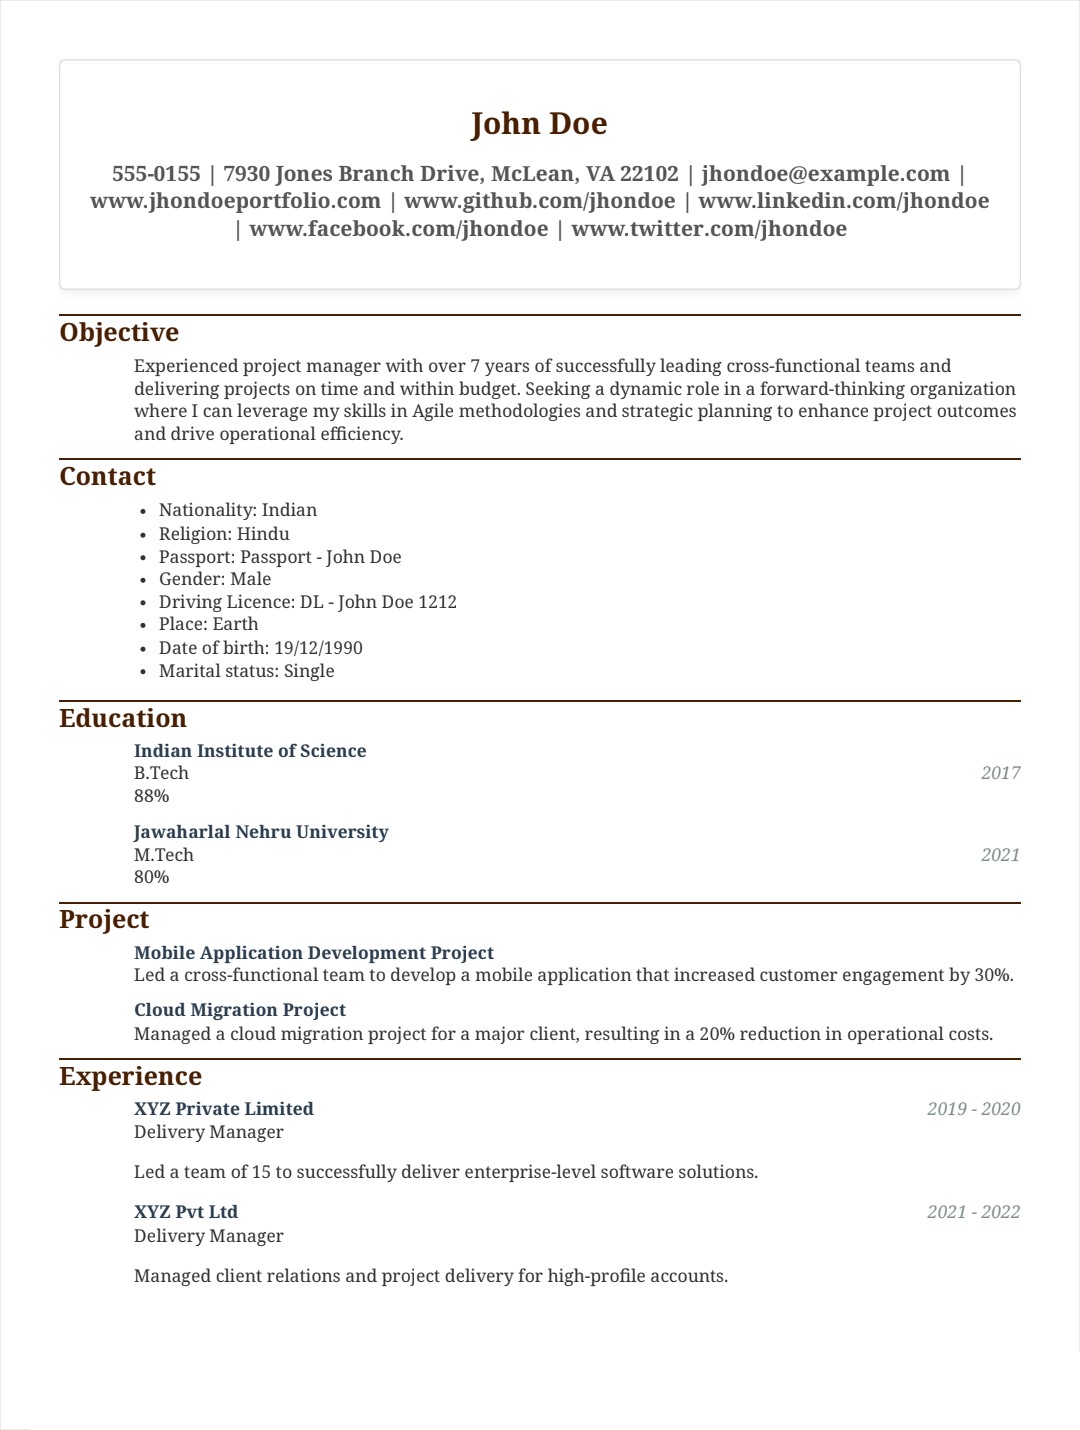 John Doe
555-0155 | 7930 Jones Branch Drive, McLean, VA 22102 | jhondoe@example.com |
www.jhondoeportfolio.com | www.github.com/jhondoe | www.linkedin.com/jhondoe
| www.facebook.com/jhondoe | www.twitter.com/jhondoe
Objective
Experienced project manager with over 7 years of successfully leading cross-functional teams and
delivering projects on time and within budget. Seeking a dynamic role in a forward-thinking organization
where I can leverage my skills in Agile methodologies and strategic planning to enhance project outcomes
and drive operational efficiency.
Contact
• Nationality: Indian
• Religion: Hindu
• Passport: Passport - John Doe
• Gender: Male
• Driving Licence: DL - John Doe 1212
• Place: Earth
• Date of birth: 19/12/1990
• Marital status: Single
Education
Indian Institute of Science
B.Tech 2017
88%
Jawaharlal Nehru University
M.Tech 2021
80%
Project
Mobile Application Development Project
Led a cross-functional team to develop a mobile application that increased customer engagement by 30%.
Cloud Migration Project
Managed a cloud migration project for a major client, resulting in a 20% reduction in operational costs.
Experience
XYZ Private Limited 2019 - 2020
Delivery Manager
Led a team of 15 to successfully deliver enterprise-level software solutions.
XYZ Pvt Ltd 2021 - 2022
Delivery Manager
Managed client relations and project delivery for high-profile accounts.